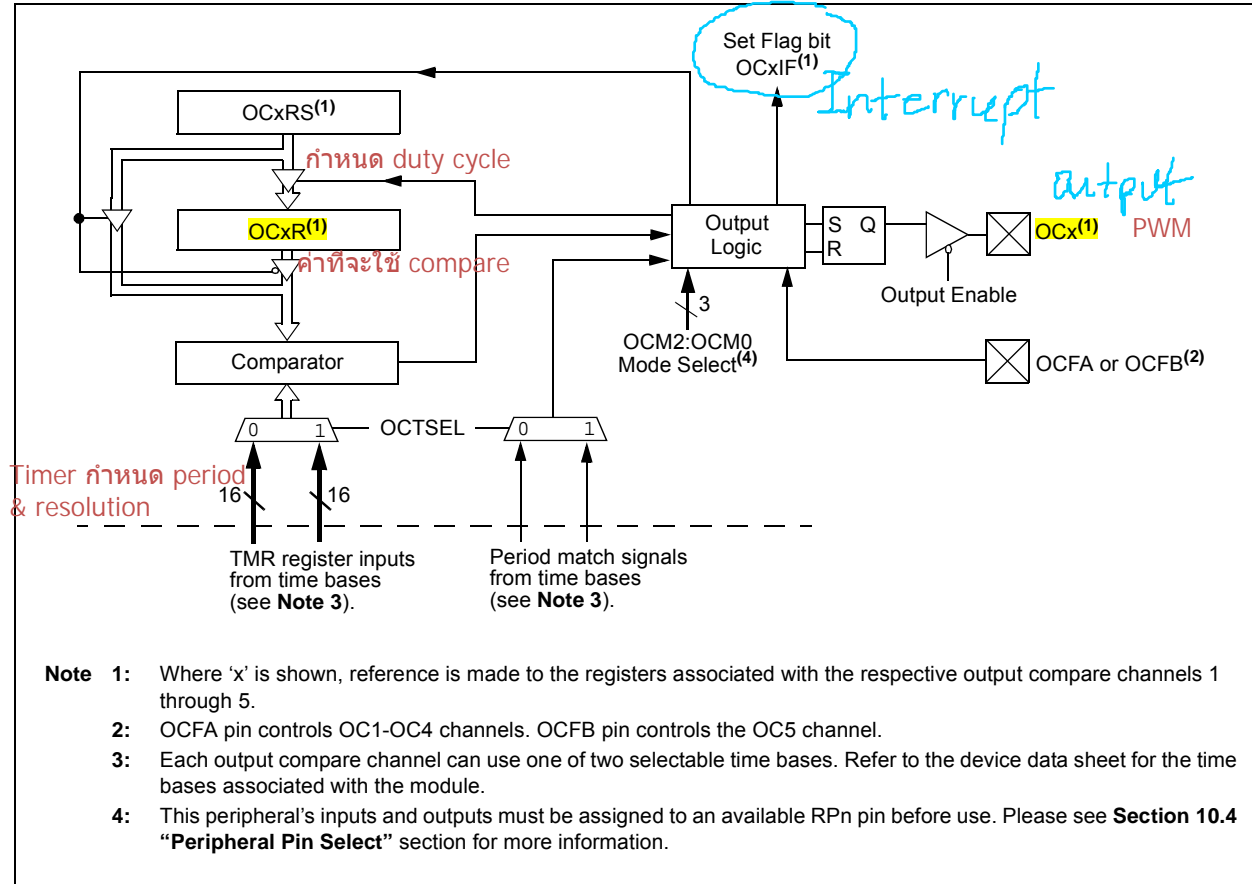 Set Flag bit
OCxIF(1)
Interrupt
OCxRS(1)
กำหนด duty cycle
output
OCxR(1)
Output
Logic
S Q
R
OCx(1) PWM
ค่าที่จะใช้ compare
Output Enable
3
OCM2:OCM0
Mode Select(4)
Comparator
OCFA or OCFB(2)
0 1
OCTSEL
0 1
Timer กำหนด period
& resolution
16 16
TMR register inputs
from time bases
(see Note 3).
Period match signals
from time bases
(see Note 3).
Note 1: Where ‘x’ is shown, reference is made to the registers associated with the respective output compare channels 1
through 5.
2: OCFA pin controls OC1-OC4 channels. OCFB pin controls the OC5 channel.
3: Each output compare channel can use one of two selectable time bases. Refer to the device data sheet for the time
bases associated with the module.
4: This peripheral’s inputs and outputs must be assigned to an available RPn pin before use. Please see Section 10.4
“Peripheral Pin Select” section for more information.